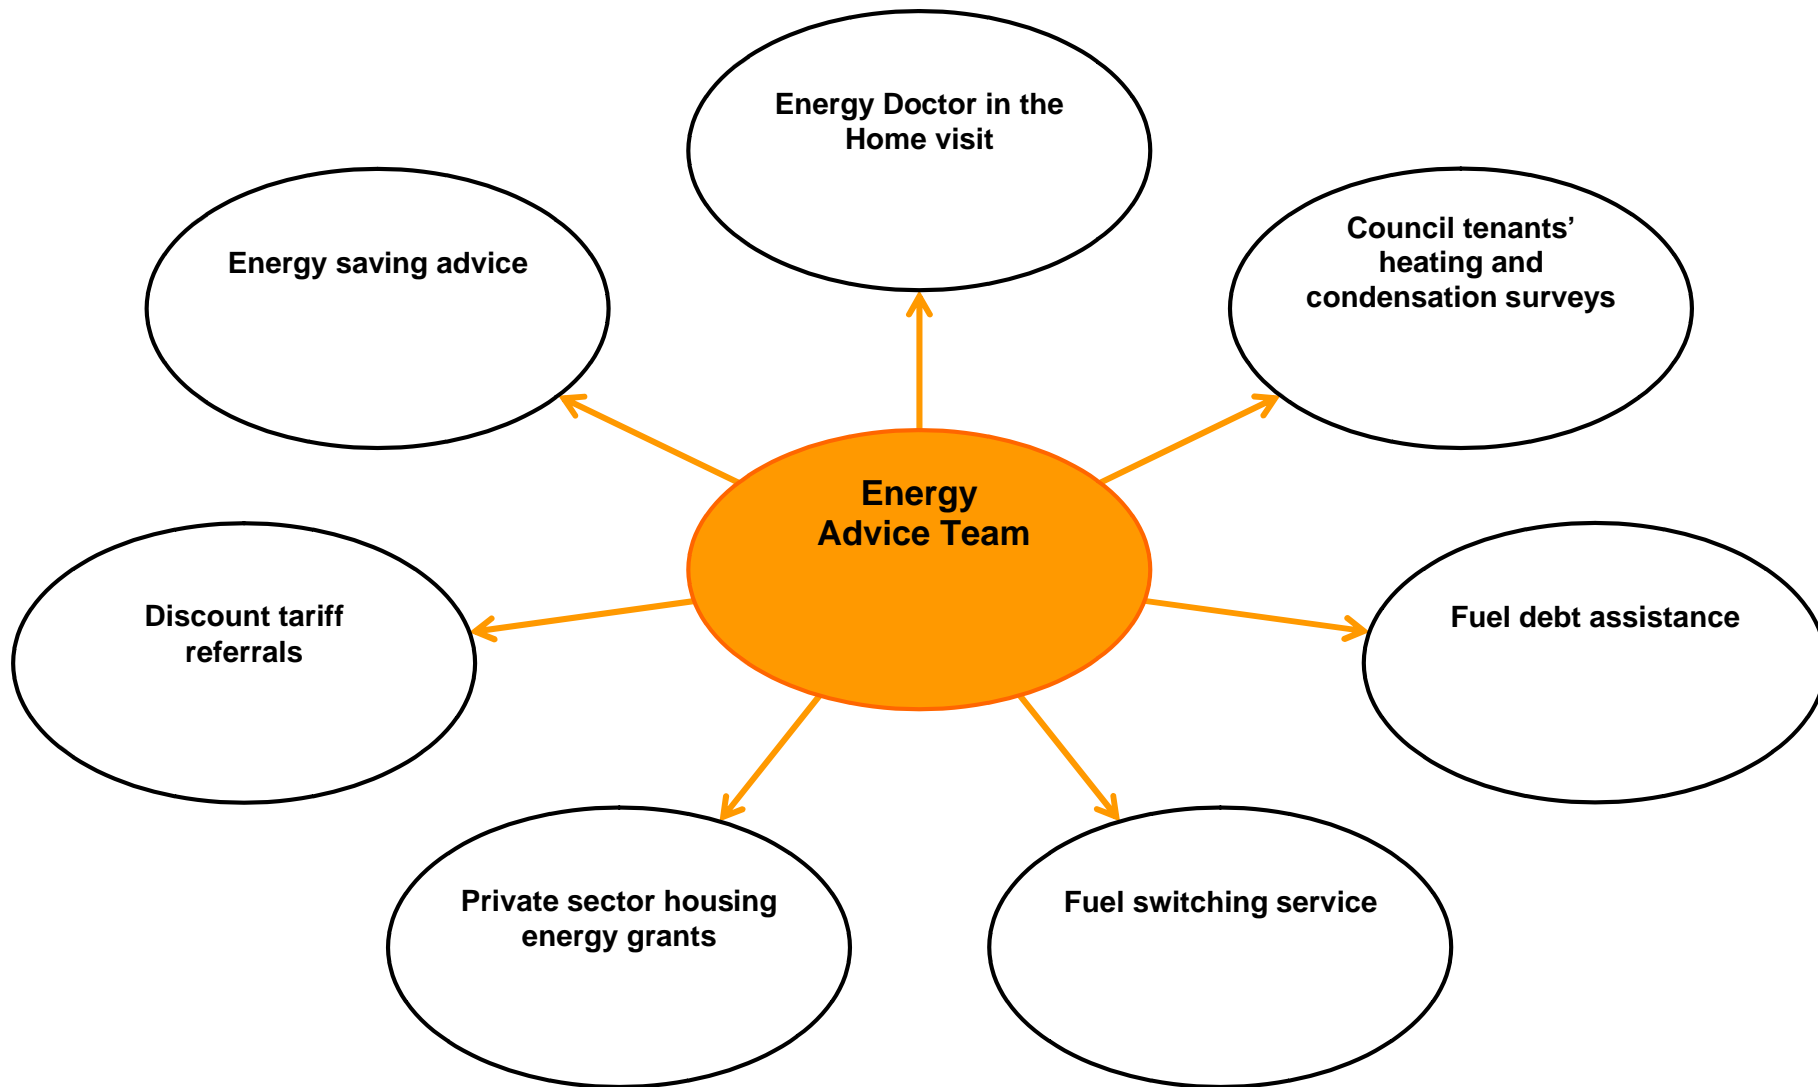 Energy Doctor in the
Home visit
Energy saving advice
Council tenants’
heating and
condensation surveys
Energy
Advice Team
Discount tariff
referrals
Fuel debt assistance
Private sector housing
energy grants
Fuel switching service